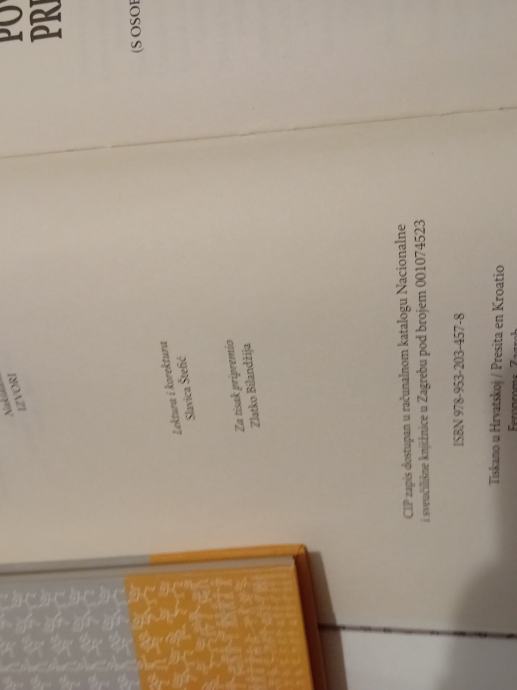 (S OSOB
IZVORI
Lektura i korektura
Slavica Štefić
Za tisak pripremio
Zlatko Bilandžija
CIP zapis dostupan u računalnom katalogu Nacionalne
i sveučilišne knjižnice u Zagrebu pod brojem 001074523
ISBN 978-953-203-457-8
Tiskano u Hrvatskoj / Presita en Kroatio